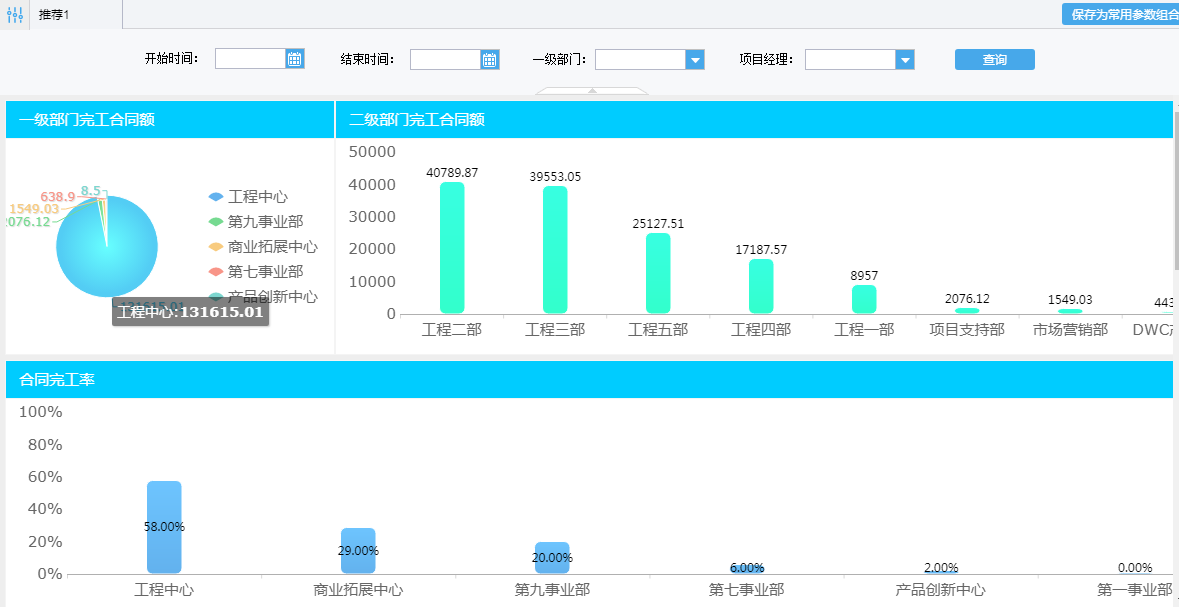 推荐1
保存为常用参数组合
开始时间：
结束时间：
一级部门：
项目经理：
查询
一级部门完工合同额
8.5
638.9
1549.03
2076.12
工程中心
第九事业部
商业拓展中心
第七事业部
产品创新中心
131615.01
工程中心:131615.01
二级部门完工合同额
50000
40000
30000
20000
10000
0
40789.87
39553.05
25127.51
17187.57
8957
2076.12
1549.03
443
工程二部
工程三部
工程五部
工程四部
工程一部
项目支持部
市场营销部
DWC
合同完工率
100%
80%
60%
40%
20%
0%
58.00%
29.00%
20.00%
6.00%
2.00%
0.00%
工程中心
商业拓展中心
第九事业部
第七事业部
产品创新中心
第一事业部